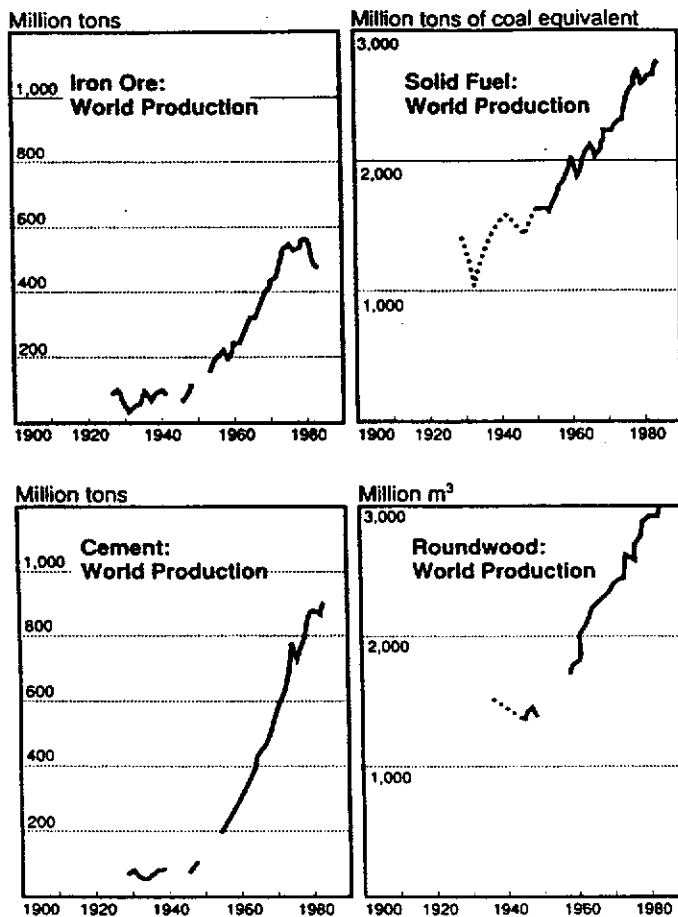 Million tons
Iron Ore:
World Production
1,000
800
600
400
200
1900 1920 1940 1960 1980
Million tons of coal equivalent
3,000
Solid Fuel:
World Production
2,000
1,000
1900 1920 1940 1960 1980
Million tons
Cement:
World Production
1,000
800
600
400
200
1900 1920 1940 1960 1980
Million m³
3,000
Roundwood:
World Production
2,000
1,000
1900 1920 1940 1960 1980